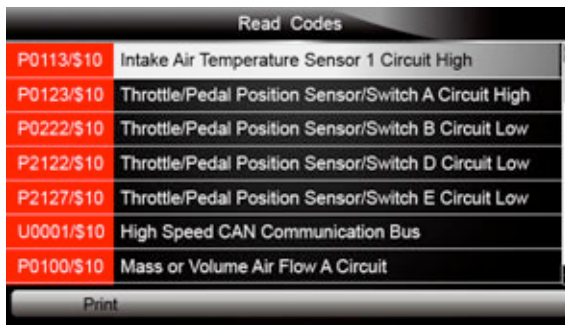 Read Codes
P0113/$10 Intake Air Temperature Sensor 1 Circuit High
P0123/$10 Throttle/Pedal Position Sensor/Switch A Circuit High
P0222/$10 Throttle/Pedal Position Sensor/Switch B Circuit Low
P2122/$10 Throttle/Pedal Position Sensor/Switch D Circuit Low
P2127/$10 Throttle/Pedal Position Sensor/Switch E Circuit Low
U0001/$10 High Speed CAN Communication Bus
P0100/$10 Mass or Volume Air Flow A Circuit
Print